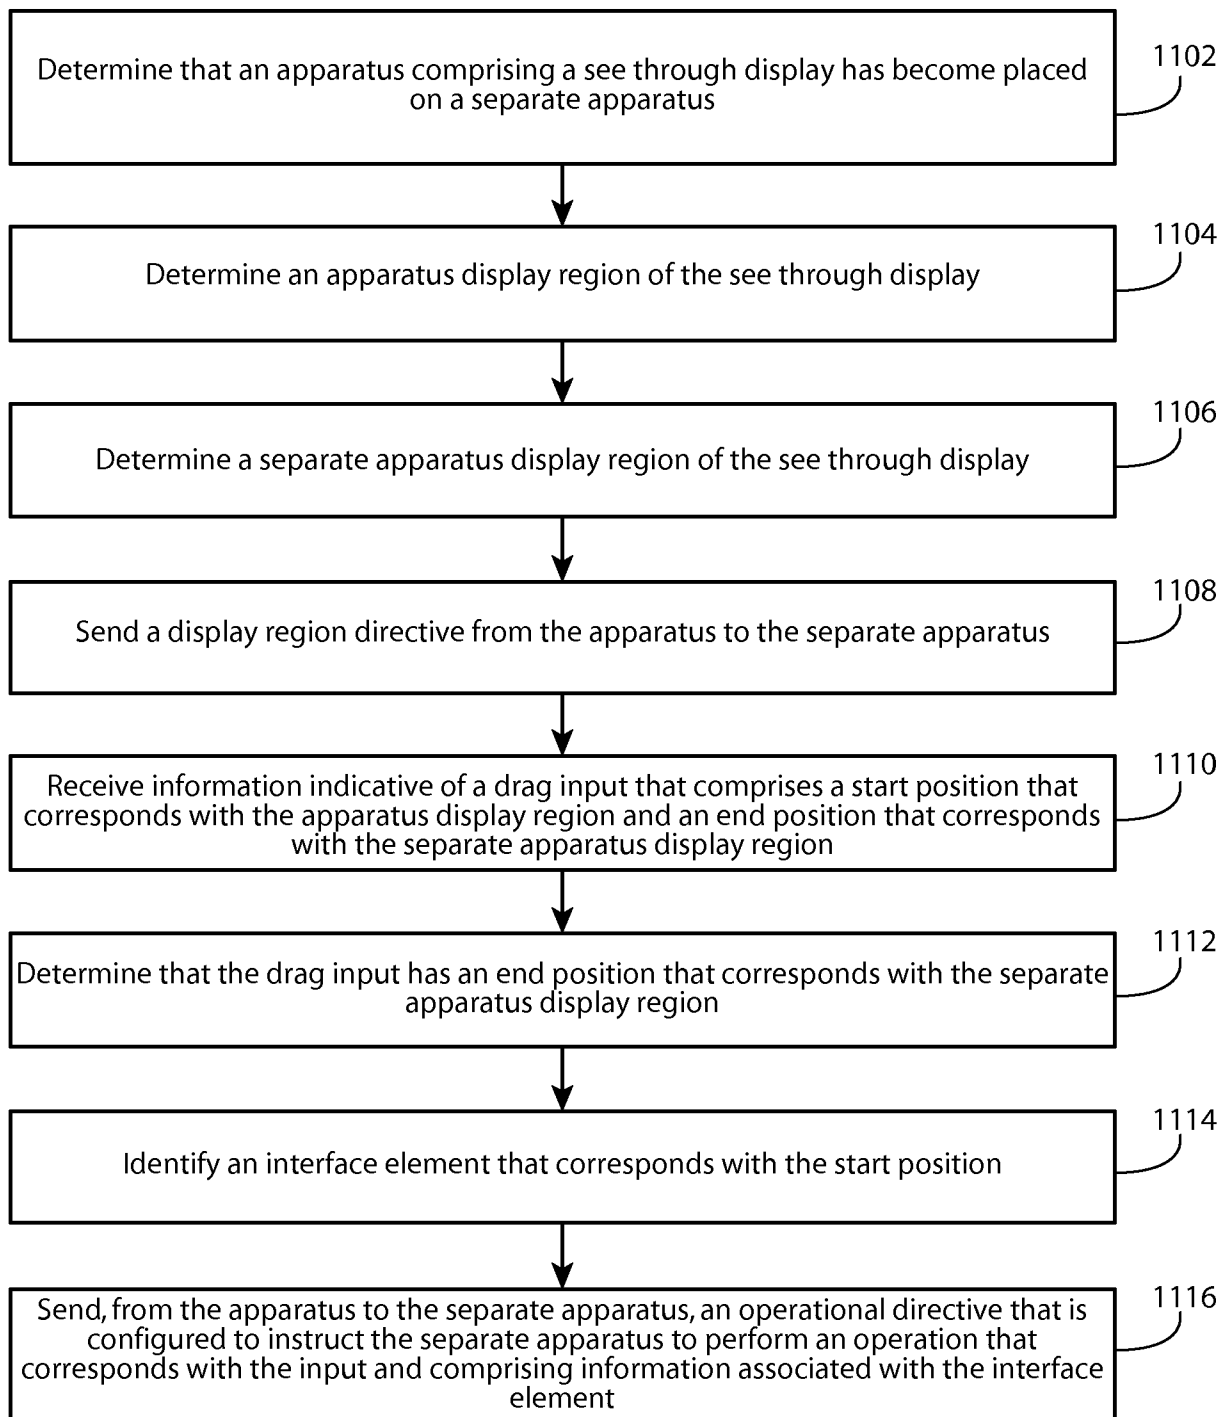 1102
Determine that an apparatus comprising a see through display has become placed
on a separate apparatus
1104
Determine an apparatus display region of the see through display
1106
Determine a separate apparatus display region of the see through display
1108
Send a display region directive from the apparatus to the separate apparatus
1110
Receive information indicative of a drag input that comprises a start position that
corresponds with the apparatus display region and an end position that corresponds
with the separate apparatus display region
1112
Determine that the drag input has an end position that corresponds with the separate
apparatus display region
1114
Identify an interface element that corresponds with the start position
1116
Send, from the apparatus to the separate apparatus, an operational directive that is
configured to instruct the separate apparatus to perform an operation that
corresponds with the input and comprising information associated with the interface
element